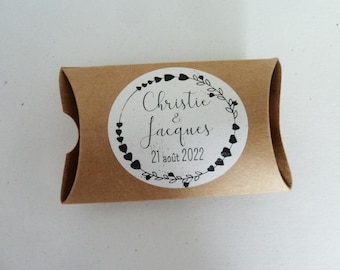 Christie
&
Jacques
21 août 2022